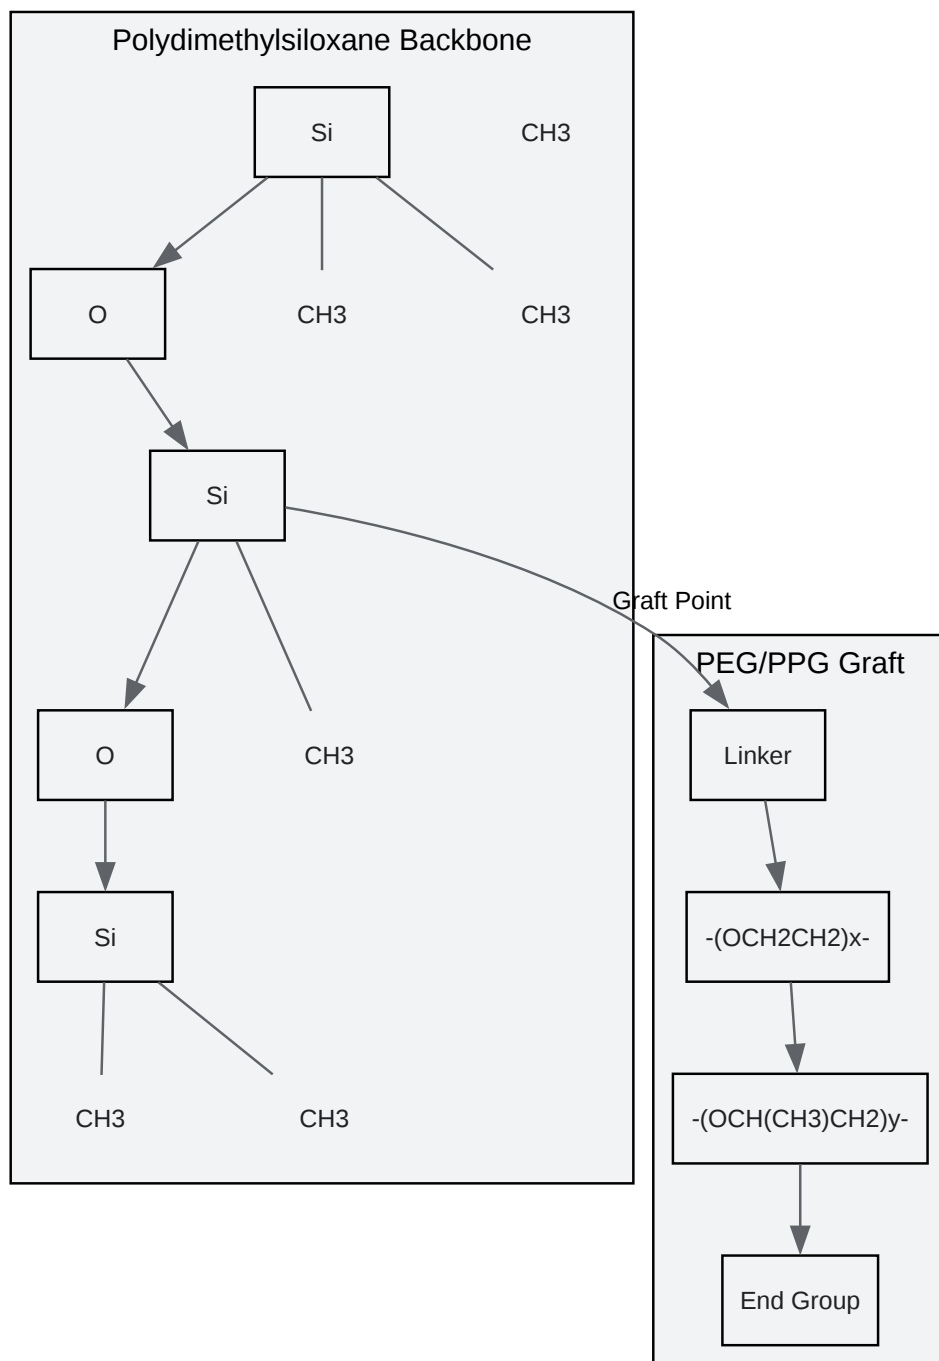 Polydimethylsiloxane Backbone
Si
CH3
O
CH3
CH3
Si
Graft Point
PEG/PPG Graft
O
CH3
Linker
Si
-(OCH2CH2)x-
CH3
CH3
-(OCH(CH3)CH2)y-
End Group